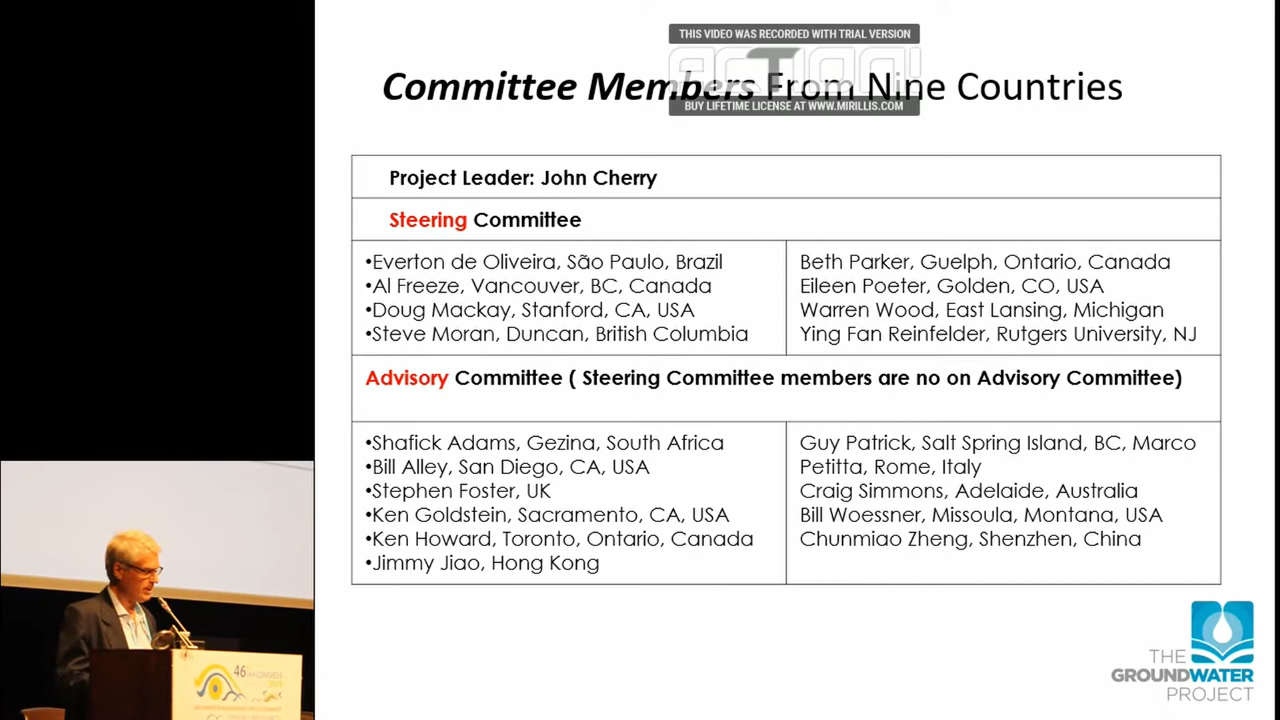 THIS VIDEO WAS RECORDED WITH TRIAL VERSION
ACTION!
BUY LIFETIME LICENSE AT WWW.MIRILLIS.COM
Committee Members From Nine Countries
Project Leader: John Cherry
Steering Committee
•Everton de Oliveira, São Paulo, Brazil
•Al Freeze, Vancouver, BC, Canada
•Doug Mackay, Stanford, CA, USA
•Steve Moran, Duncan, British Columbia
Beth Parker, Guelph, Ontario, Canada
Eileen Poeter, Golden, CO, USA
Warren Wood, East Lansing, Michigan
Ying Fan Reinfelder, Rutgers University, NJ
Advisory Committee ( Steering Committee members are no on Advisory Committee)
•Shafick Adams, Gezina, South Africa
•Bill Alley, San Diego, CA, USA
•Stephen Foster, UK
•Ken Goldstein, Sacramento, CA, USA
•Ken Howard, Toronto, Ontario, Canada
•Jimmy Jiao, Hong Kong
Guy Patrick, Salt Spring Island, BC, Marco
Petitta, Rome, Italy
Craig Simmons, Adelaide, Australia
Bill Woessner, Missoula, Montana, USA
Chunmiao Zheng, Shenzhen, China
46
THE
GROUNDWATER
PROJECT